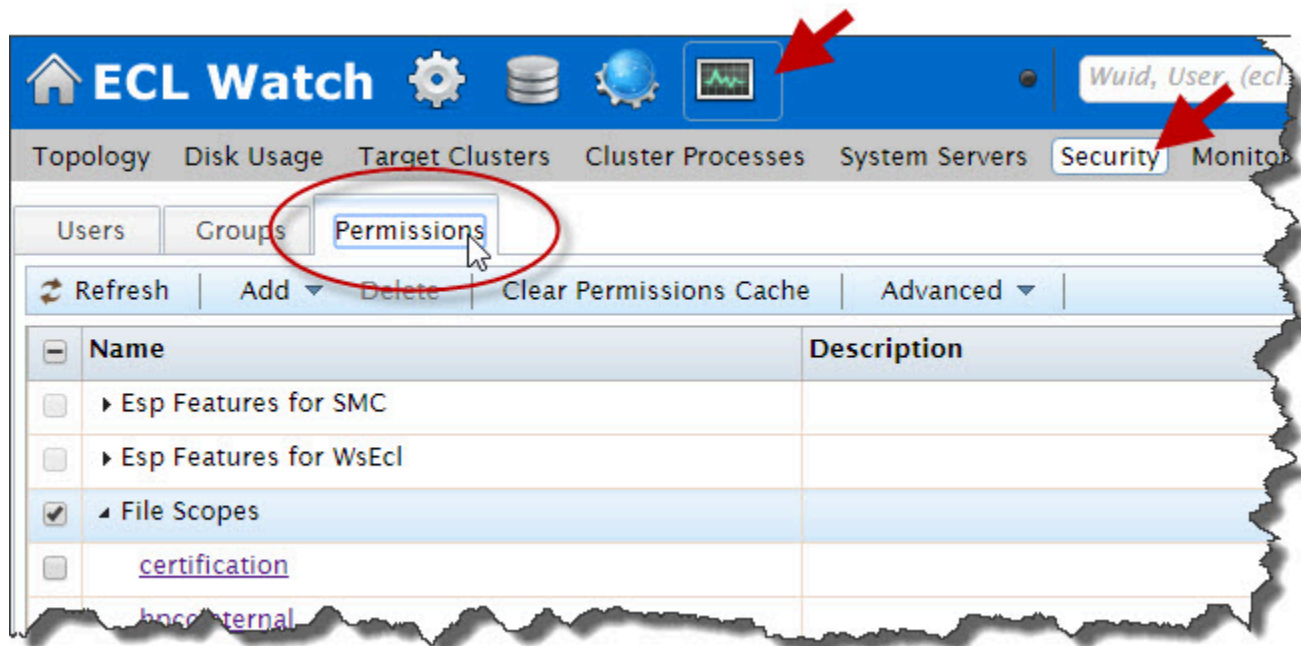 ECL Watch
Wuid, User, (ecl
Topology Disk Usage Target Clusters Cluster Processes System Servers Security Monitor
Users Groups Permissions
Refresh Add Delete Clear Permissions Cache Advanced
Name Description
Esp Features for SMC
Esp Features for WsEcl
File Scopes
certification